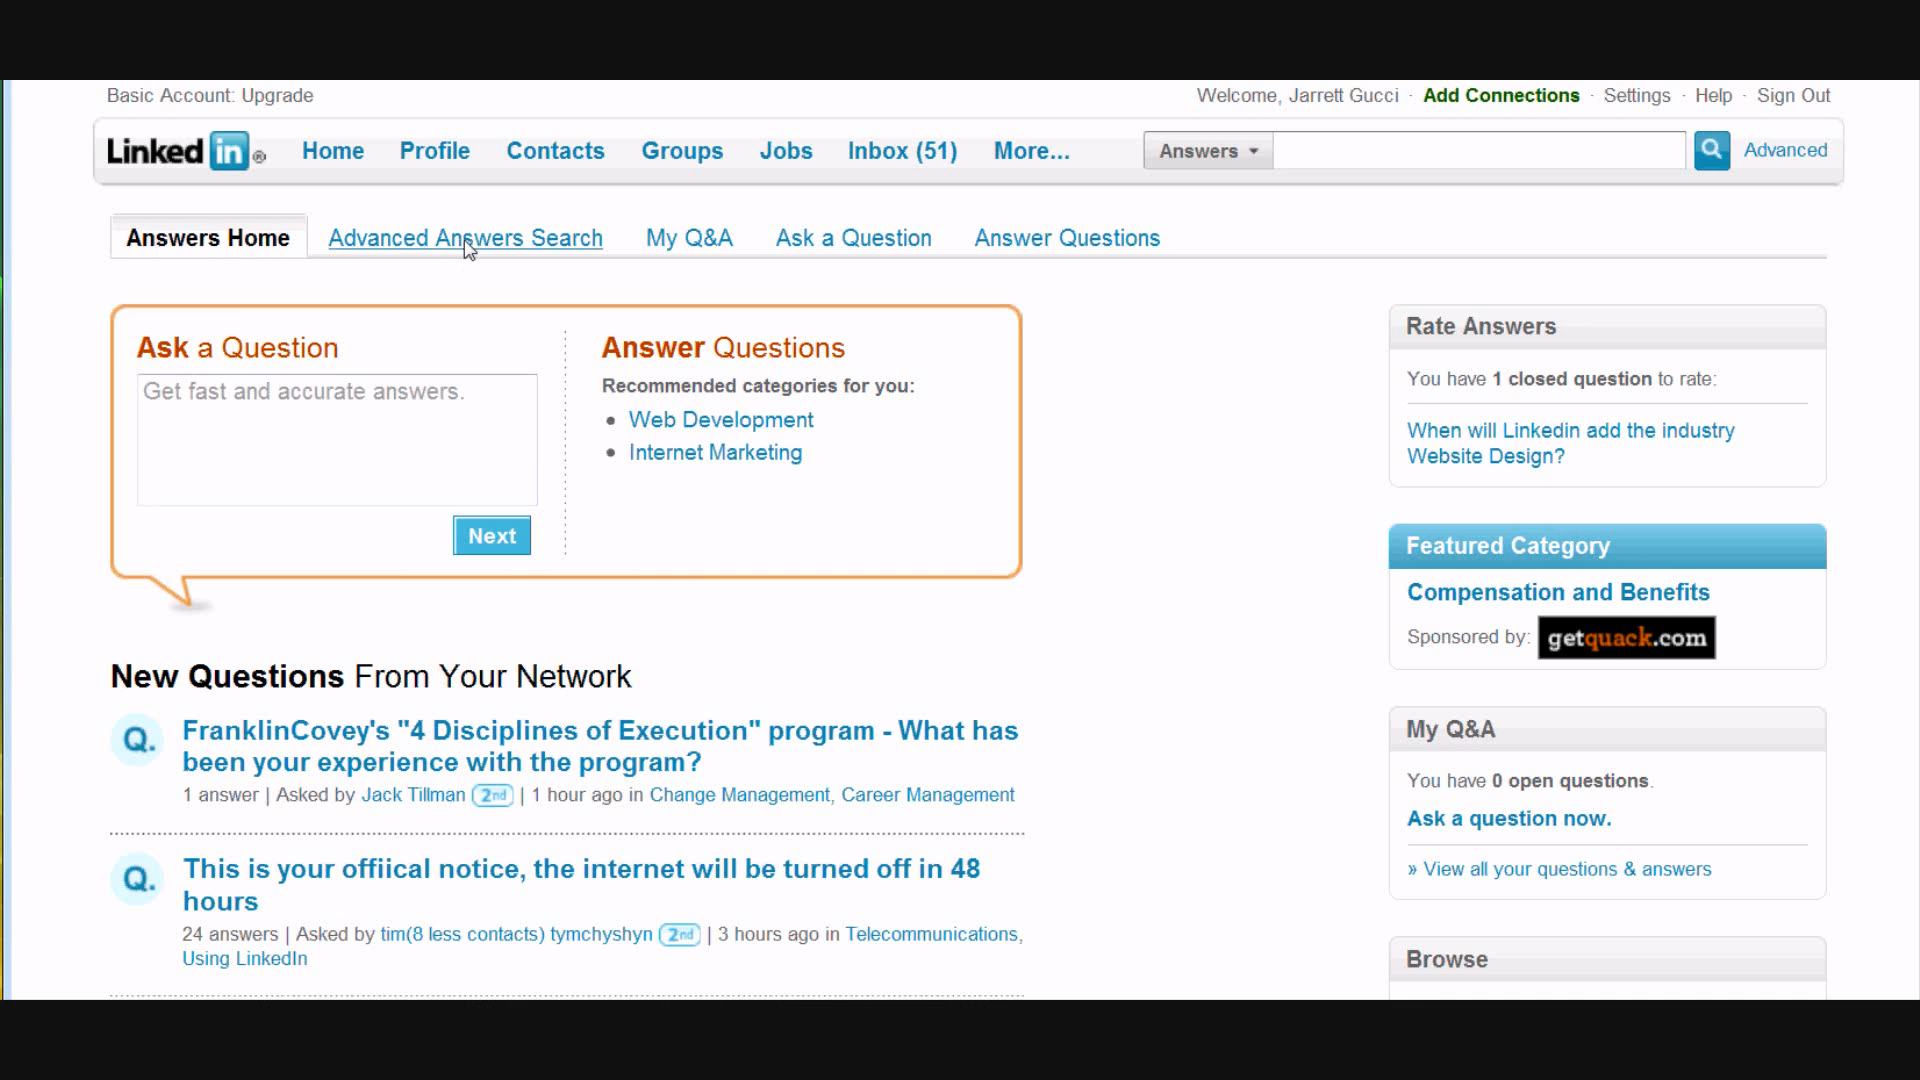 Basic Account: Upgrade
Welcome, Jarrett Gucci · Add Connections · Settings · Help · Sign Out
Linked in ®
Home Profile Contacts Groups Jobs Inbox (51) More...
Answers
Advanced
Answers Home Advanced Answers Search My Q&A Ask a Question Answer Questions
Ask a Question
Get fast and accurate answers.
Next
Answer Questions
Recommended categories for you:
• Web Development
• Internet Marketing
New Questions From Your Network
Q. FranklinCovey's "4 Disciplines of Execution" program - What has
been your experience with the program?
1 answer | Asked by Jack Tillman 2nd | 1 hour ago in Change Management, Career Management
Q. This is your offiical notice, the internet will be turned off in 48
hours
24 answers | Asked by tim(8 less contacts) tymchyshyn 2nd | 3 hours ago in Telecommunications,
Using LinkedIn
Rate Answers
You have 1 closed question to rate:
When will Linkedin add the industry
Website Design?
Featured Category
Compensation and Benefits
Sponsored by: getquack.com
My Q&A
You have 0 open questions.
Ask a question now.
» View all your questions & answers
Browse